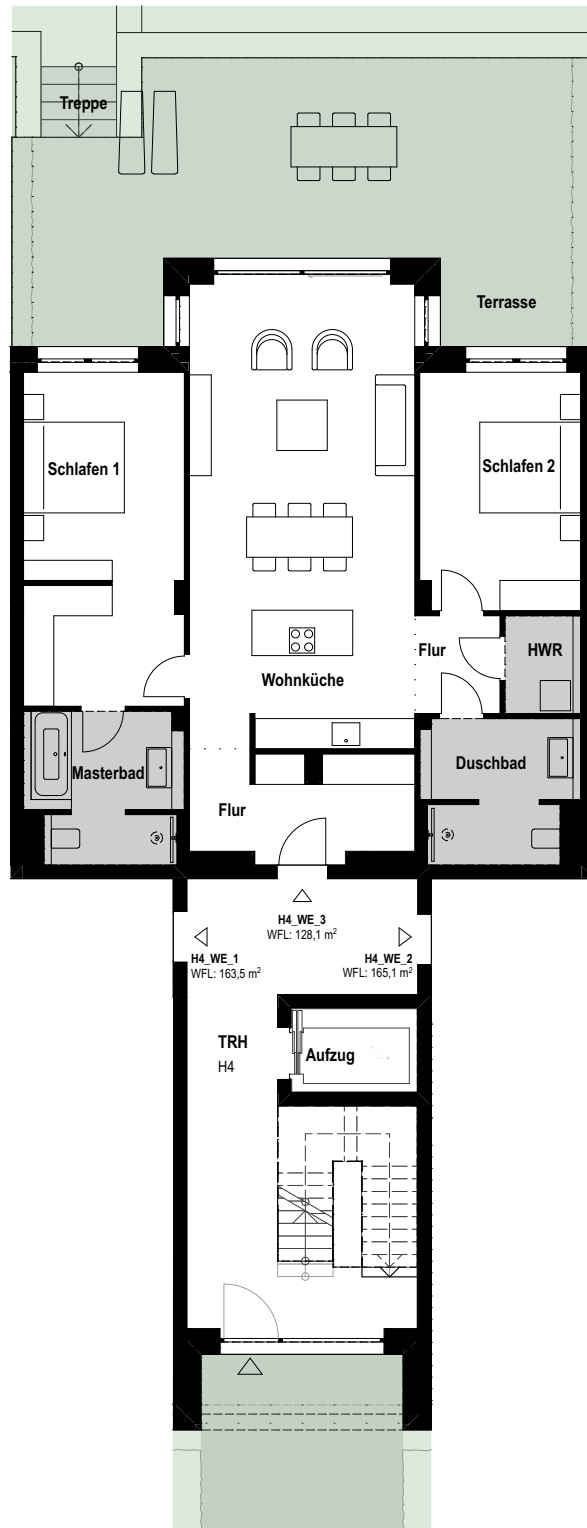 Treppe
Terrasse
Schlafen 1
Schlafen 2
Flur
HWR
Wohnküche
Masterbad
Duschbad
Flur
H4_WE_3
WFL: 128,1 m²
H4_WE_1
WFL: 163,5 m²
H4_WE_2
WFL: 165,1 m²
TRH
H4
Aufzug